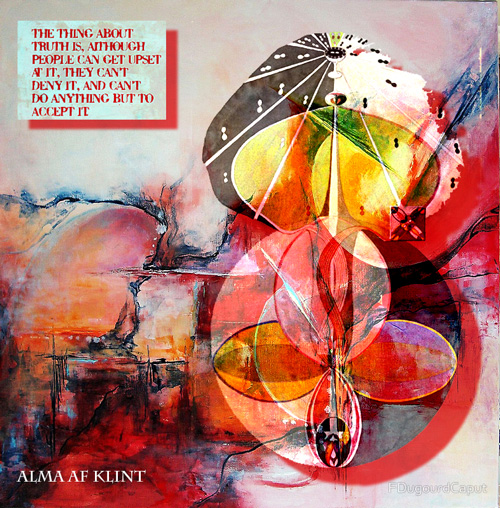 THE THING ABOUT
TRUTH IS, AITHOUGH
PEOPLE CAN GET UPSET
AT IT, THEY CAN'T
DENY IT, AND CAN'T
DO ANYTHING BUT TO
ACCEPT IT
ALMA AF KLINT
FDugourdCaput